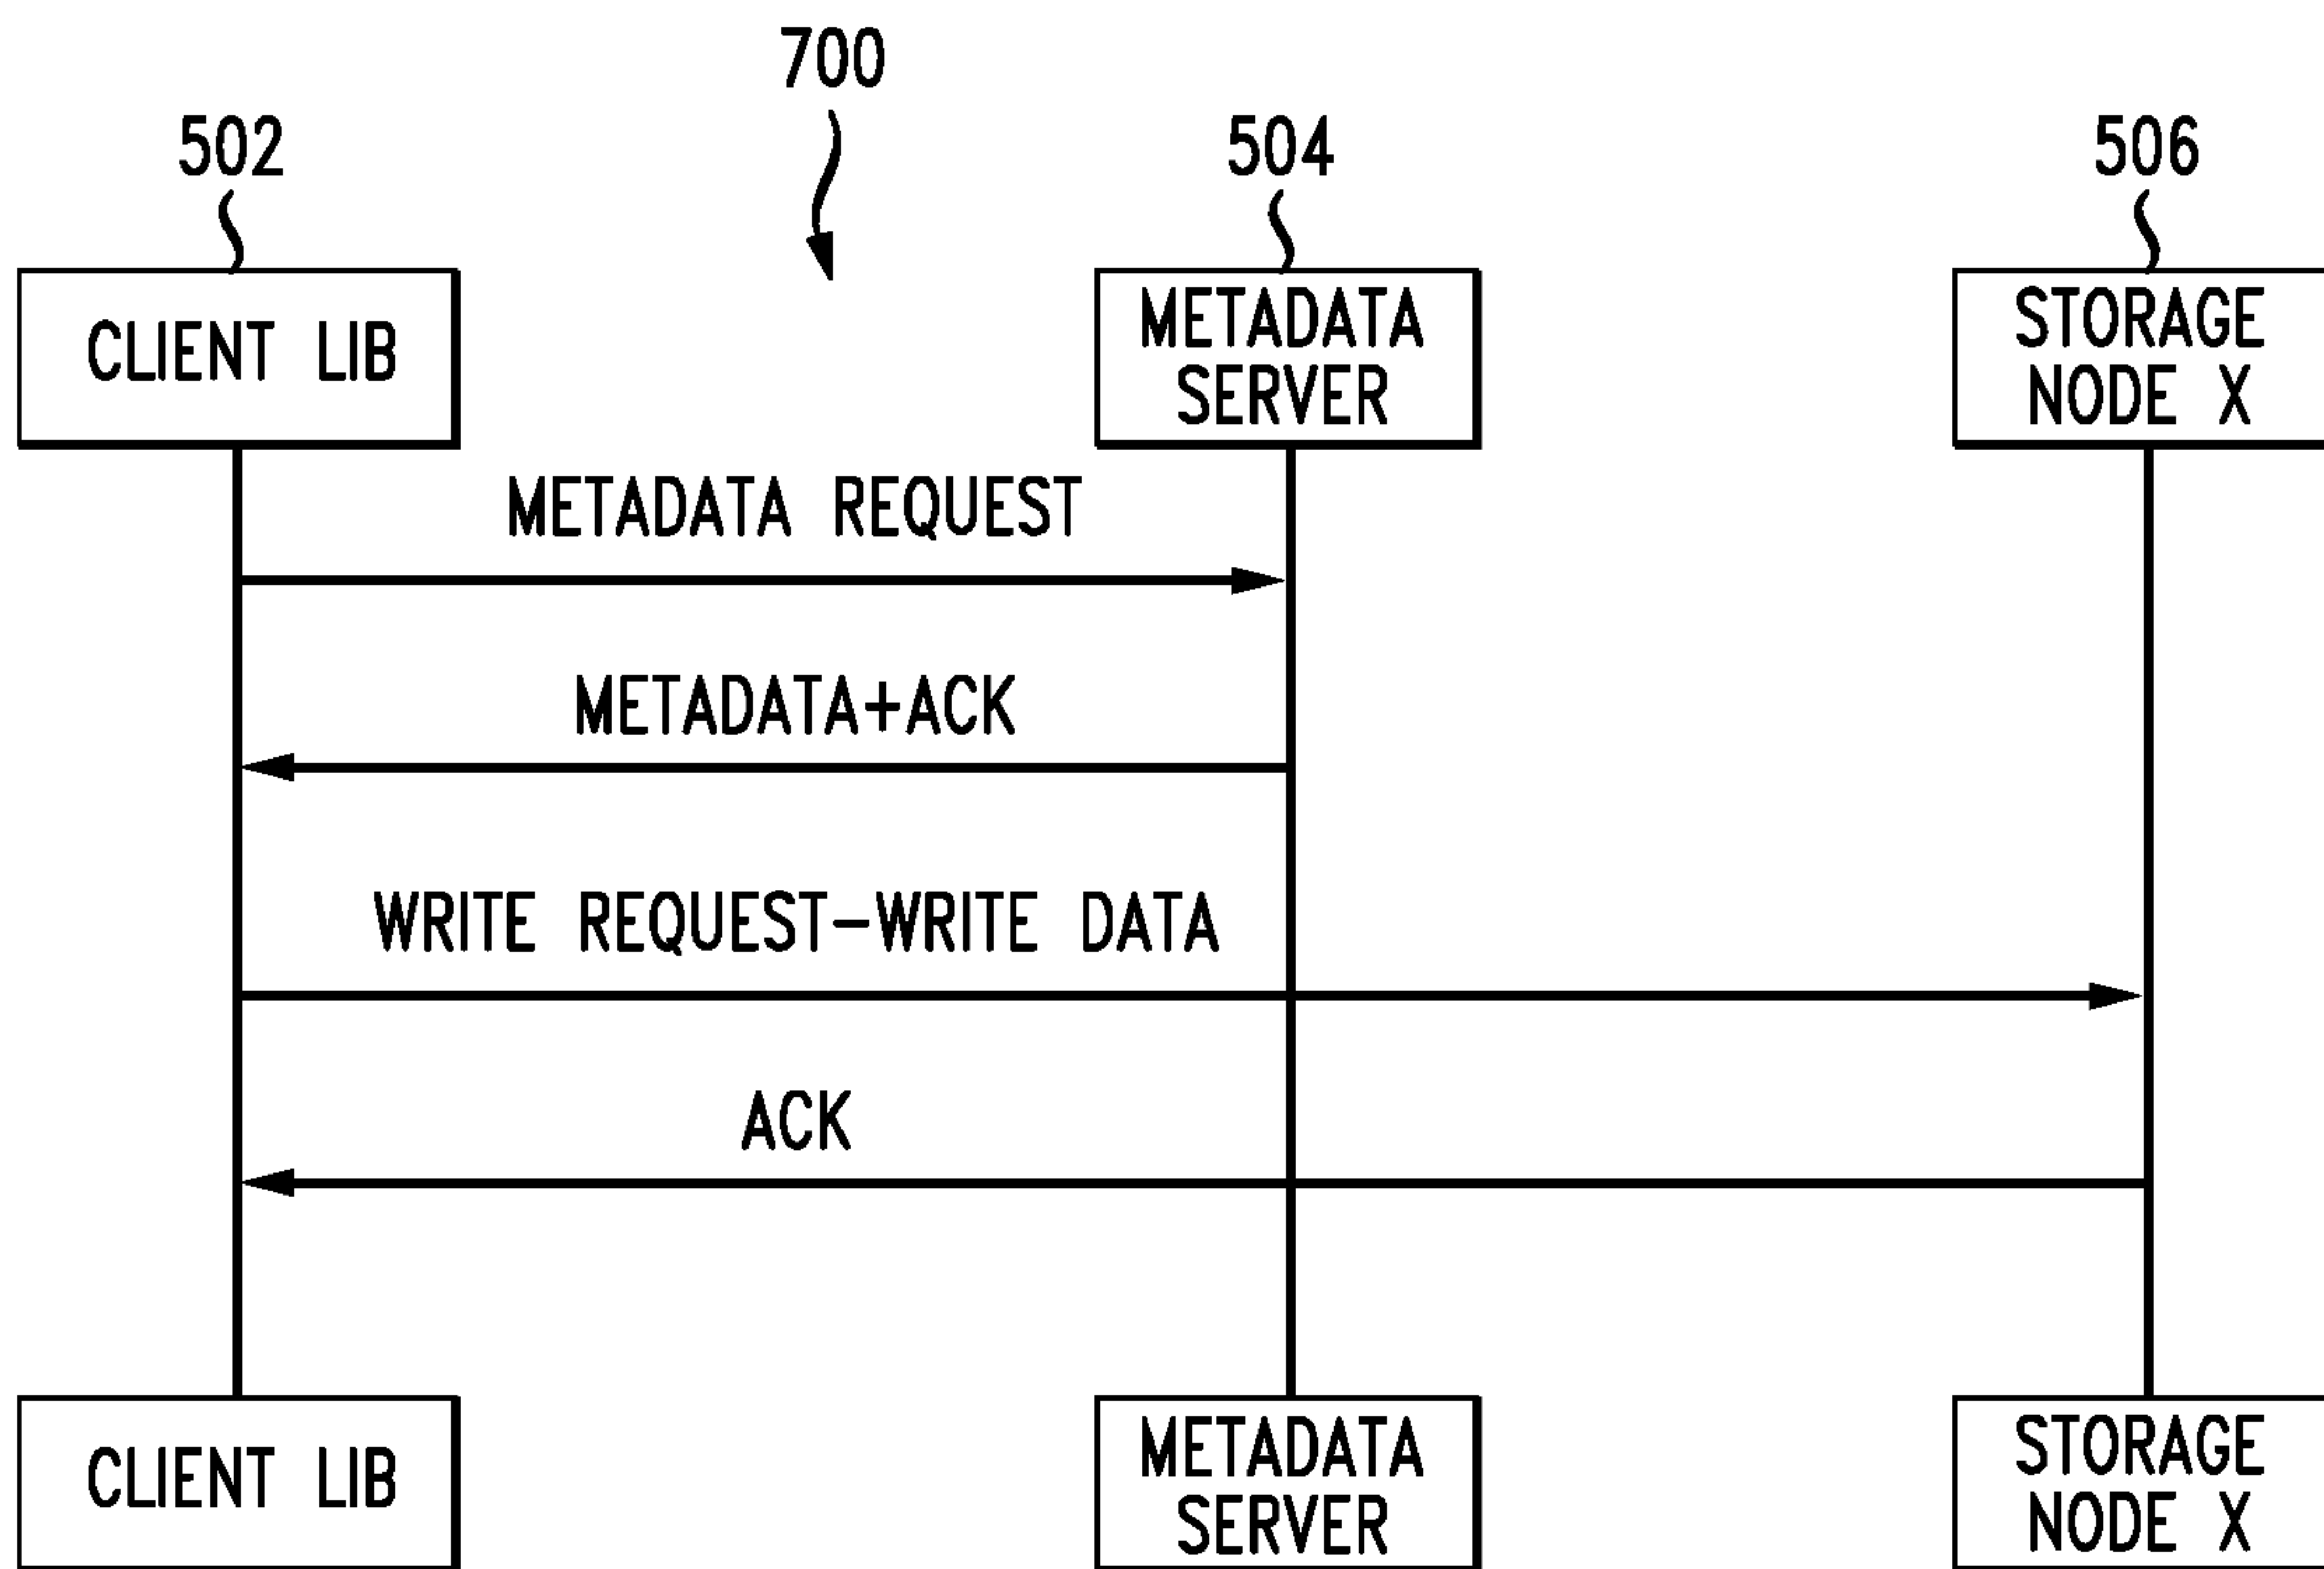 700
502
504
506
CLIENT LIB
METADATA
SERVER
STORAGE
NODE X
METADATA REQUEST
METADATA+ACK
WRITE REQUEST-WRITE DATA
ACK
CLIENT LIB
METADATA
SERVER
STORAGE
NODE X